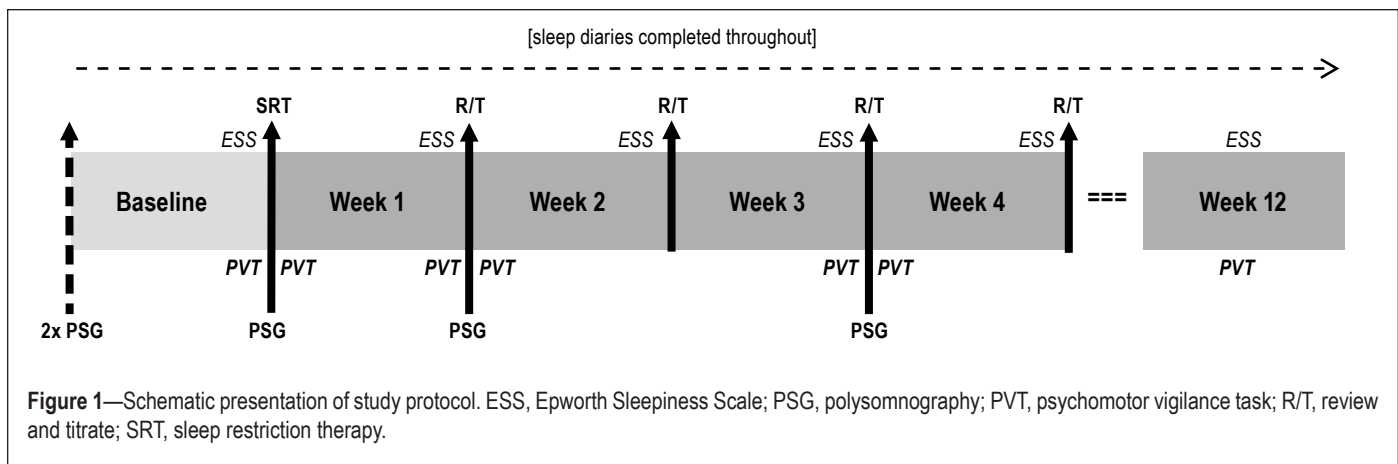 [sleep diaries completed throughout]
SRT R/T R/T R/T R/T
ESS ESS ESS ESS ESS ESS
Baseline Week 1 Week 2 Week 3 Week 4 === Week 12
PVT PVT PVT PVT PVT PVT PVT
2x PSG PSG PSG PSG
Figure 1—Schematic presentation of study protocol. ESS, Epworth Sleepiness Scale; PSG, polysomnography; PVT, psychomotor vigilance task; R/T, review
and titrate; SRT, sleep restriction therapy.